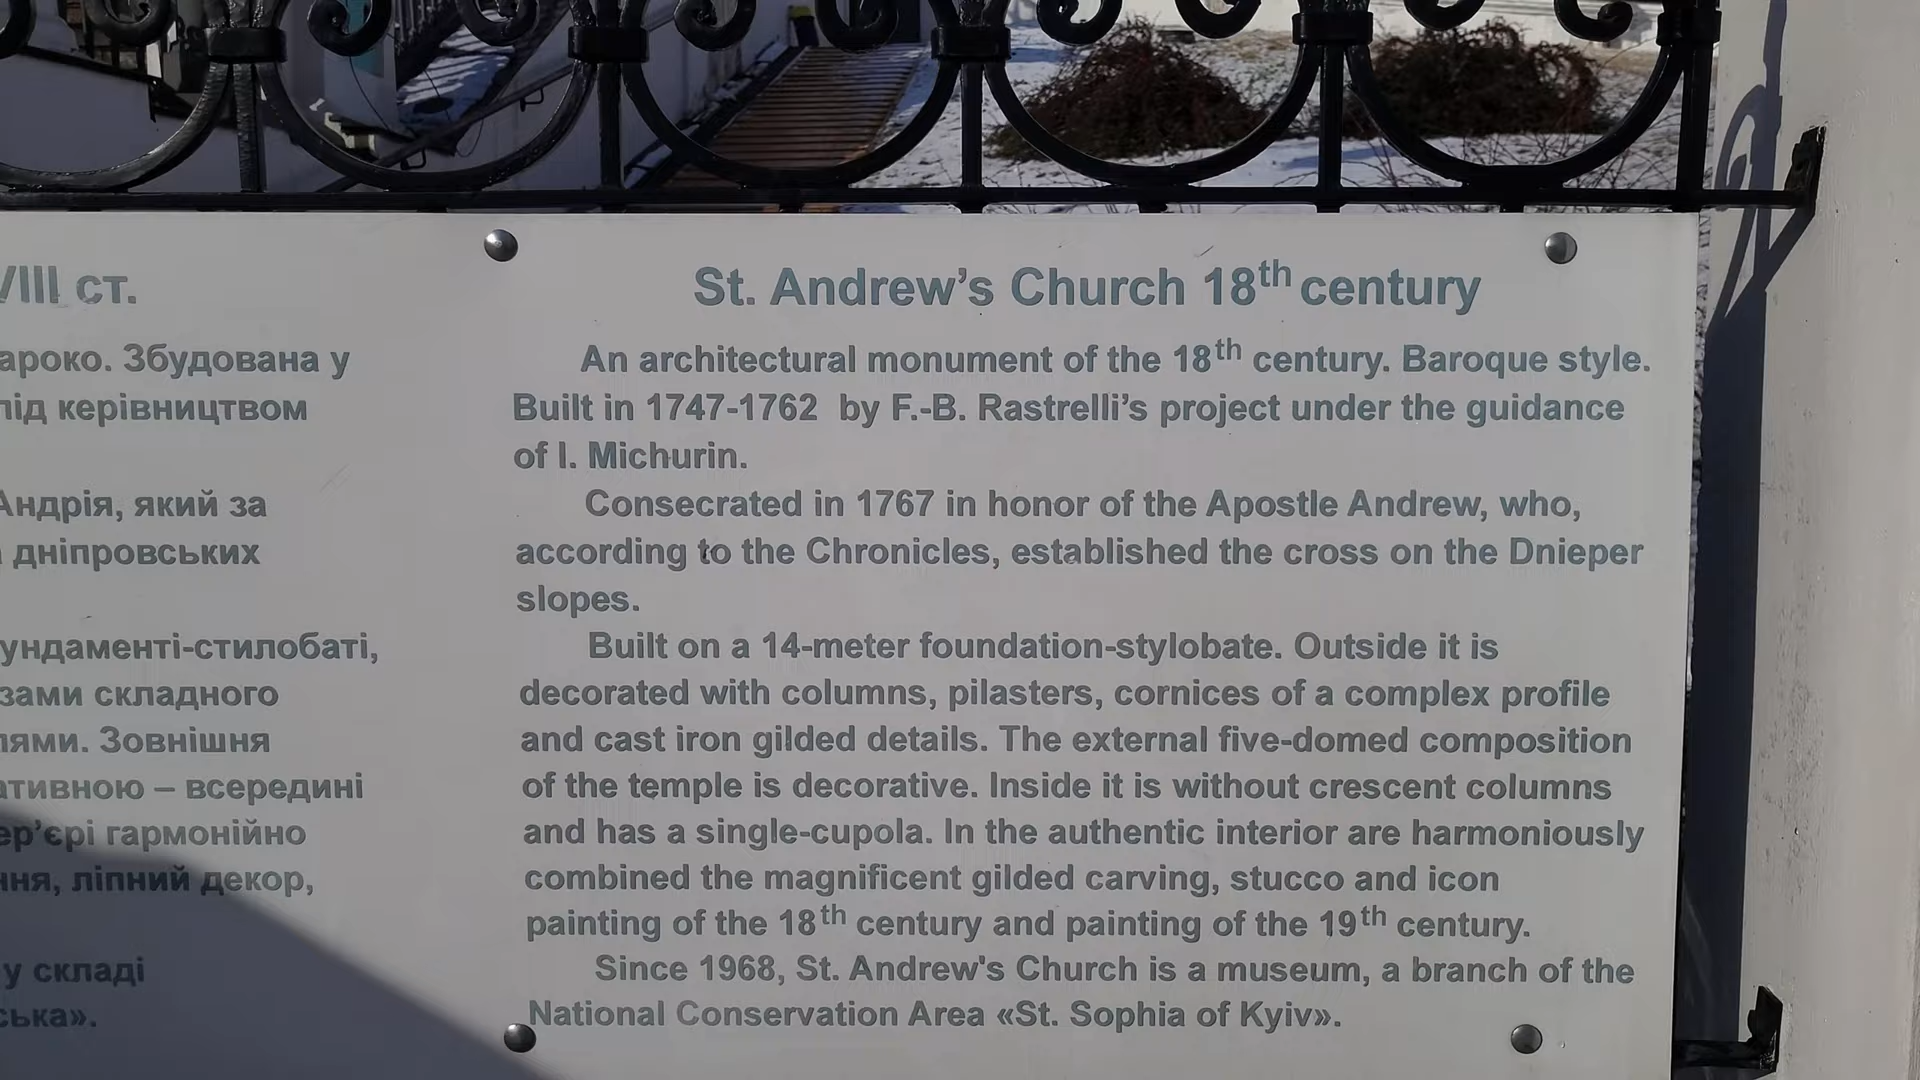 VIII ст.
ароко. Збудована у
під керівництвом
Андрія, який за
дніпровських
ундаменті-стилобаті,
зами складного
лями. Зовнішня
ативною – всередині
ер’єрі гармонійно
ння, ліпний декор,
у складі
ська».
St. Andrew’s Church 18th century
An architectural monument of the 18th century. Baroque style.
Built in 1747-1762 by F.-B. Rastrelli’s project under the guidance
of I. Michurin.
Consecrated in 1767 in honor of the Apostle Andrew, who,
according to the Chronicles, established the cross on the Dnieper
slopes.
Built on a 14-meter foundation-stylobate. Outside it is
decorated with columns, pilasters, cornices of a complex profile
and cast iron gilded details. The external five-domed composition
of the temple is decorative. Inside it is without crescent columns
and has a single-cupola. In the authentic interior are harmoniously
combined the magnificent gilded carving, stucco and icon
painting of the 18th century and painting of the 19th century.
Since 1968, St. Andrew's Church is a museum, a branch of the
National Conservation Area «St. Sophia of Kyiv».